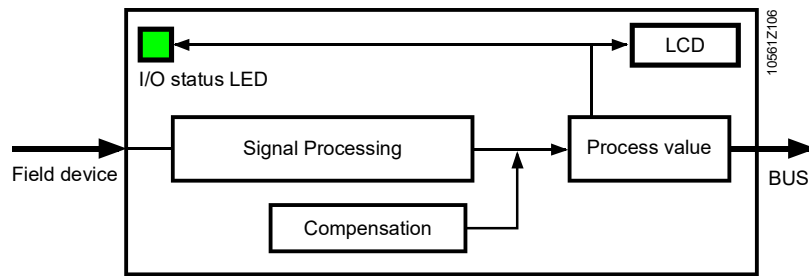 LCD
10561Z106
I/O status LED
Signal Processing
Process value
Field device
BUS
Compensation